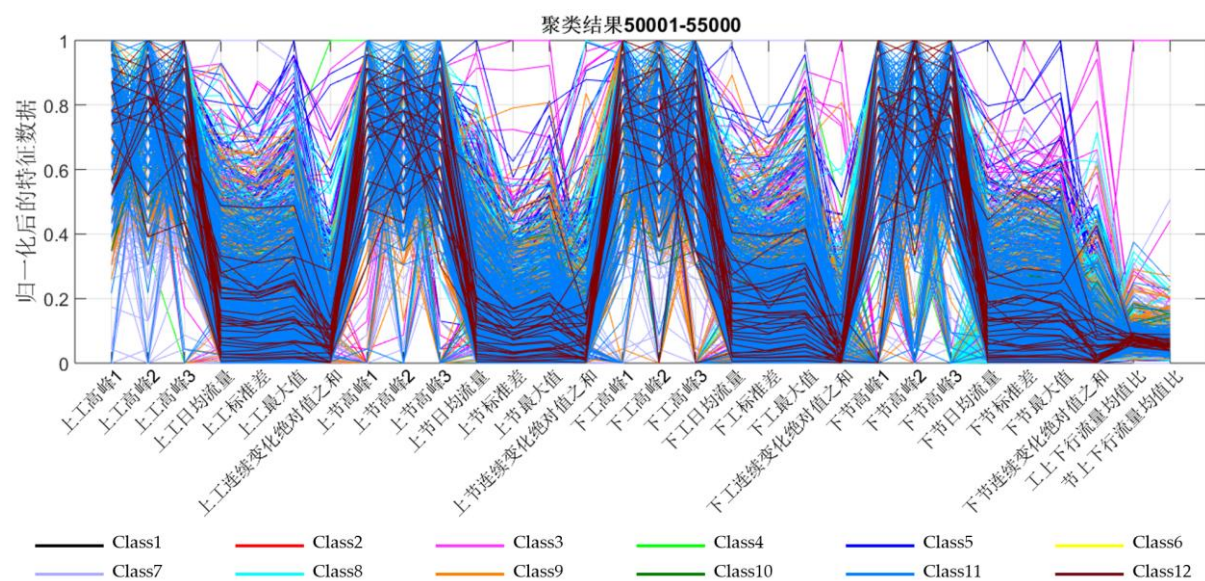 聚类结果50001-55000
归一化后的特征数据
1
0.8
0.6
0.4
0.2
0
上工高峰1
上工高峰2
上工高峰3
上工日均流量
上工标准差
上工最大值
上工连续变化绝对值之和
上节高峰1
上节高峰2
上节高峰3
上节日均流量
上节标准差
上节最大值
上节连续变化绝对值之和
下工高峰1
下工高峰2
下工高峰3
下工日均流量
下工标准差
下工最大值
下工连续变化绝对值之和
下节高峰1
下节高峰2
下节高峰3
下节日均流量
下节标准差
下节最大值
下节连续变化绝对值之和
工上下行流量均值比
节上下行流量均值比
Class1 Class2 Class3 Class4 Class5 Class6
Class7 Class8 Class9 Class10 Class11 Class12